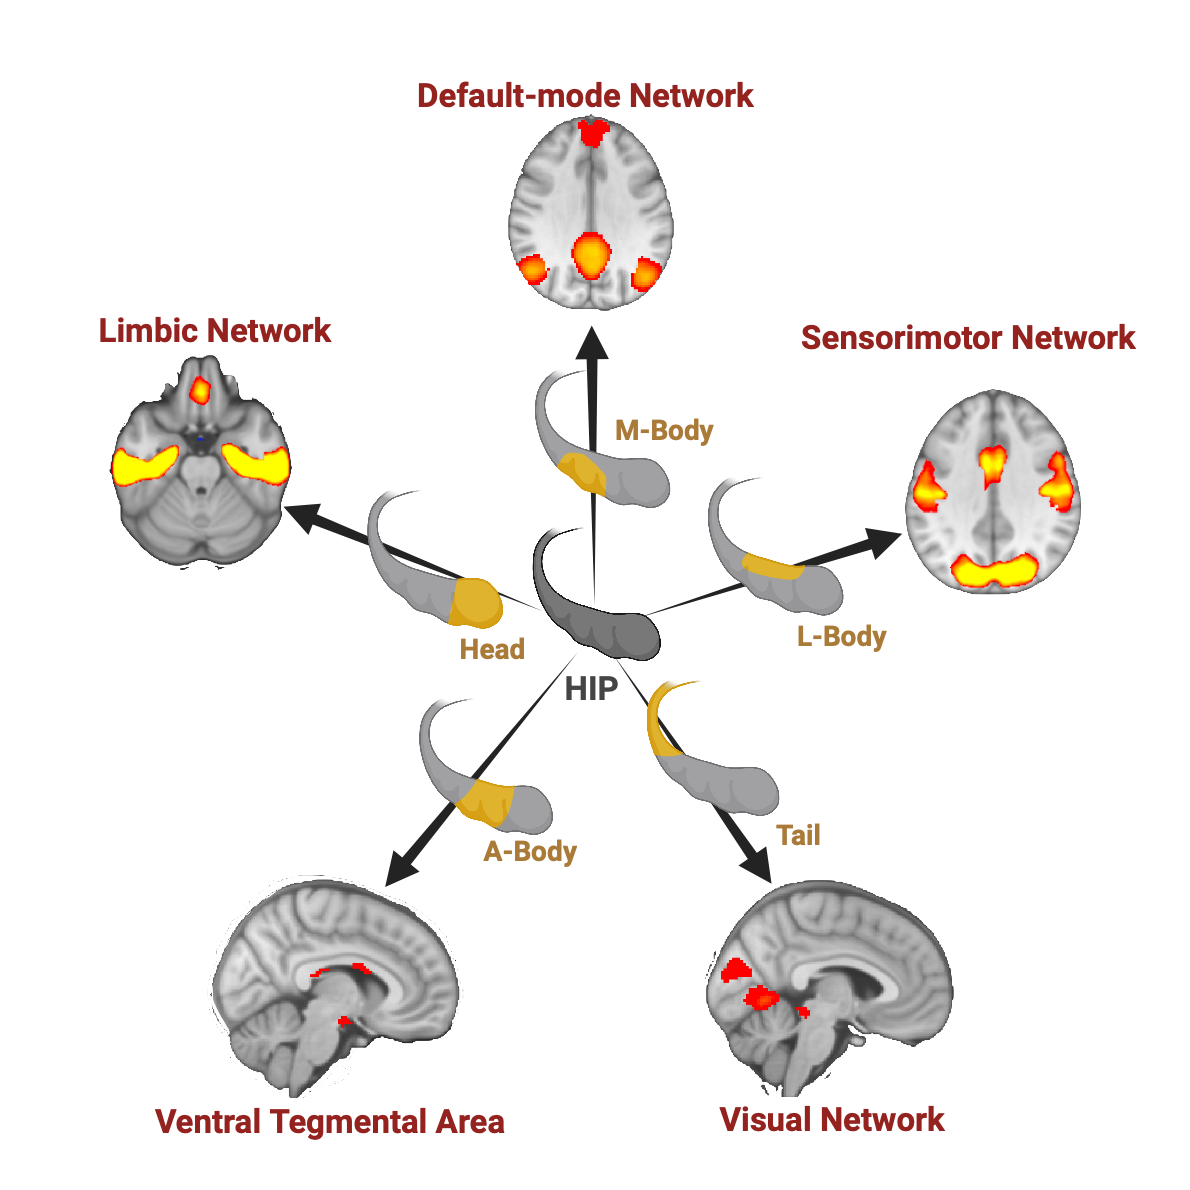 Default-mode Network
Limbic Network
Sensorimotor Network
M-Body
L-Body
Head
HIP
Tail
A-Body
Ventral Tegmental Area
Visual Network